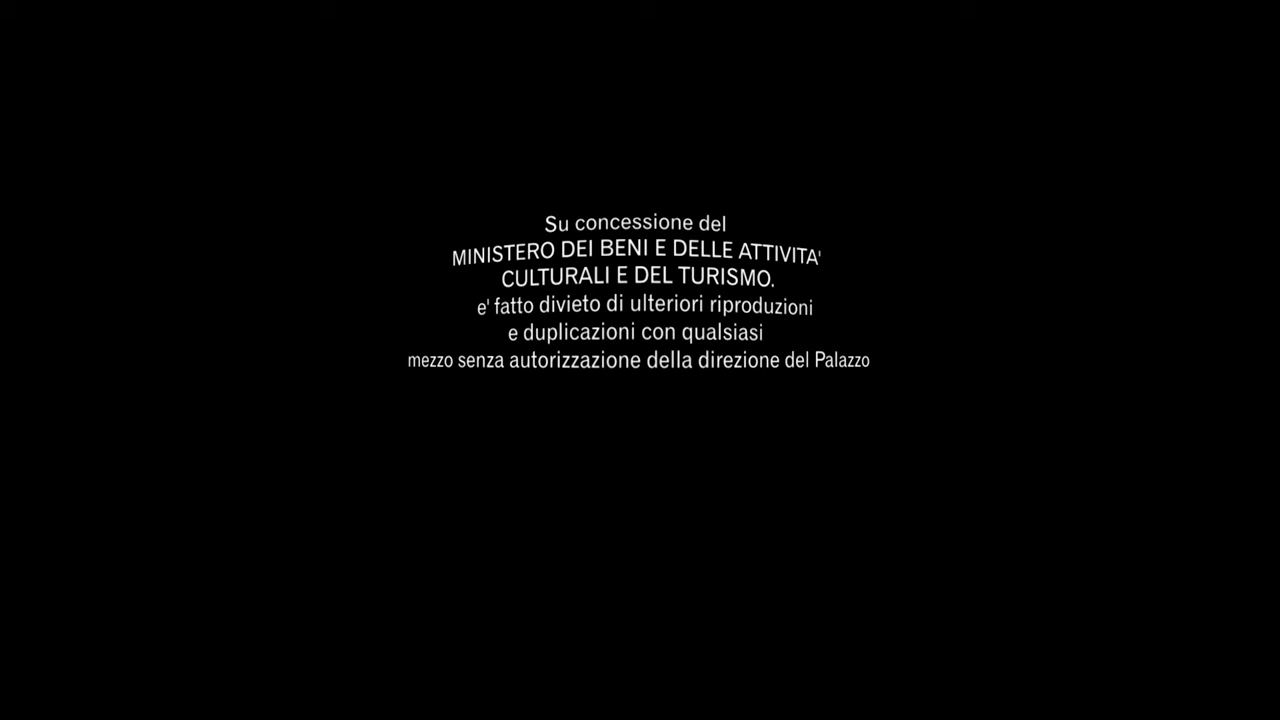 Su concessione del
MINISTERO DEI BENI E DELLE ATTIVITA'
CULTURALI E DEL TURISMO.
e' fatto divieto di ulteriori riproduzioni
e duplicazioni con qualsiasi
mezzo senza autorizzazione della direzione del Palazzo